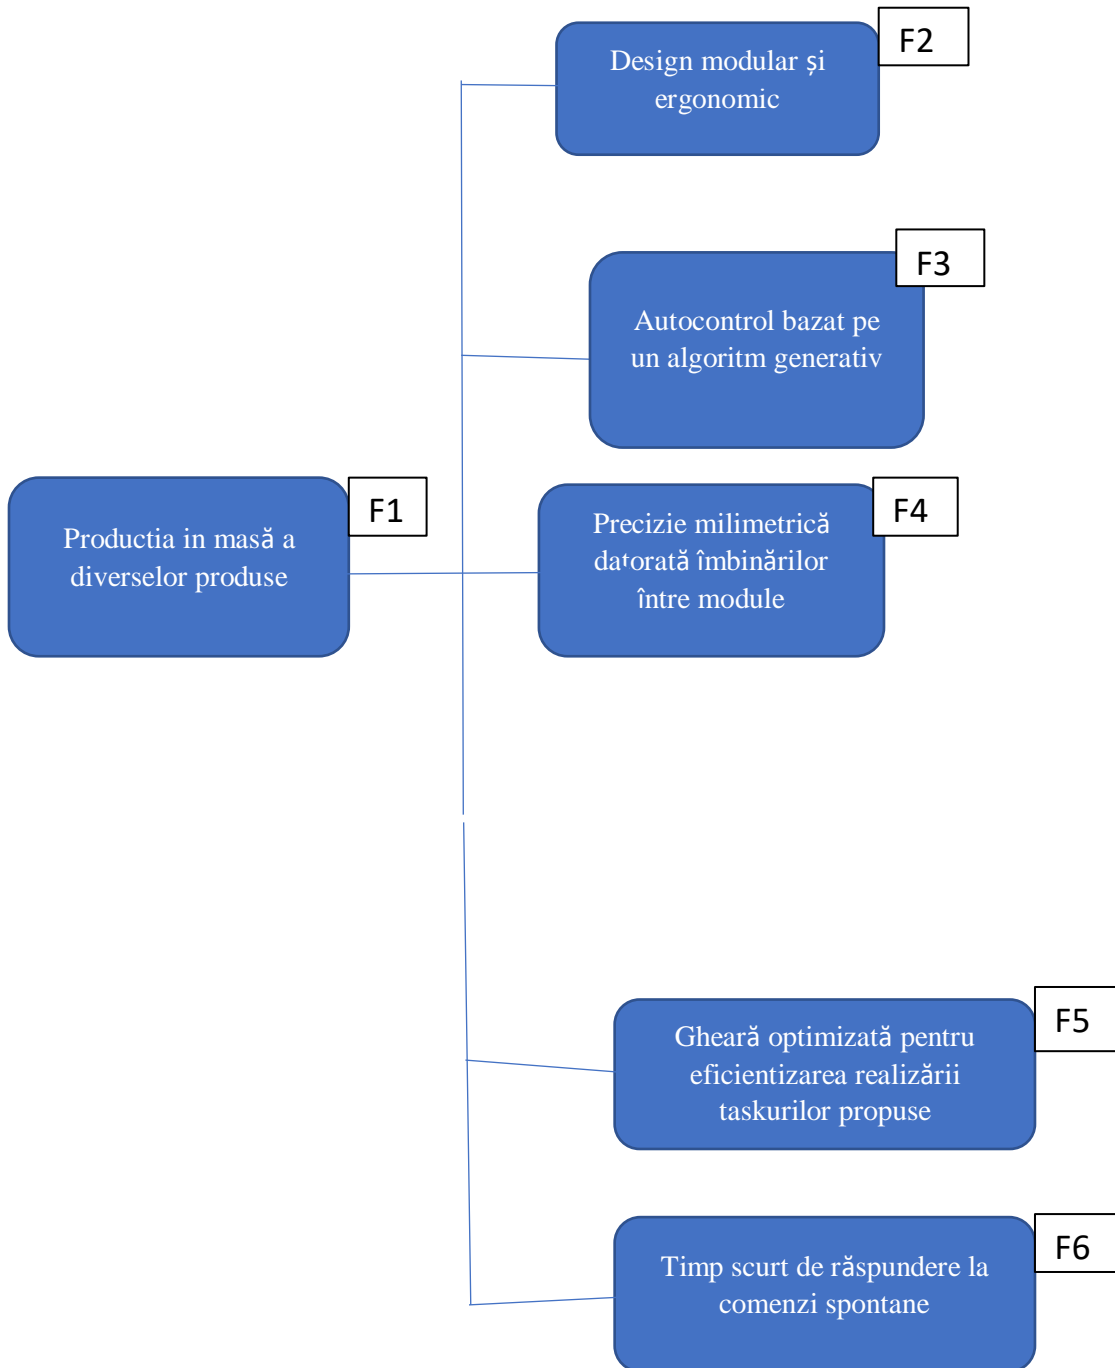 F2
Design modular și
ergonomic
F3
Autocontrol bazat pe
un algoritm generativ
F1
Productia in masă a
diverselor produse
F4
Precizie milimetrică
datorată îmbinărilor
între module
F5
Gheară optimizată pentru
eficientizarea realizării
taskurilor propuse
F6
Timp scurt de răspundere la
comenzi spontane